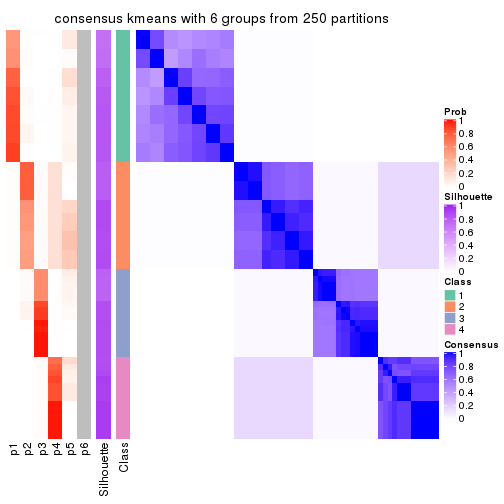 consensus kmeans with 6 groups from 250 partitions
Prob
1
0.8
0.6
0.4
0.2
0
Silhouette
1
0.8
0.6
0.4
0.2
0
Class
1
2
3
4
Consensus
1
0.8
0.6
0.4
0.2
0
p1
p2
p3
p4
p5
p6
Silhouette
Class